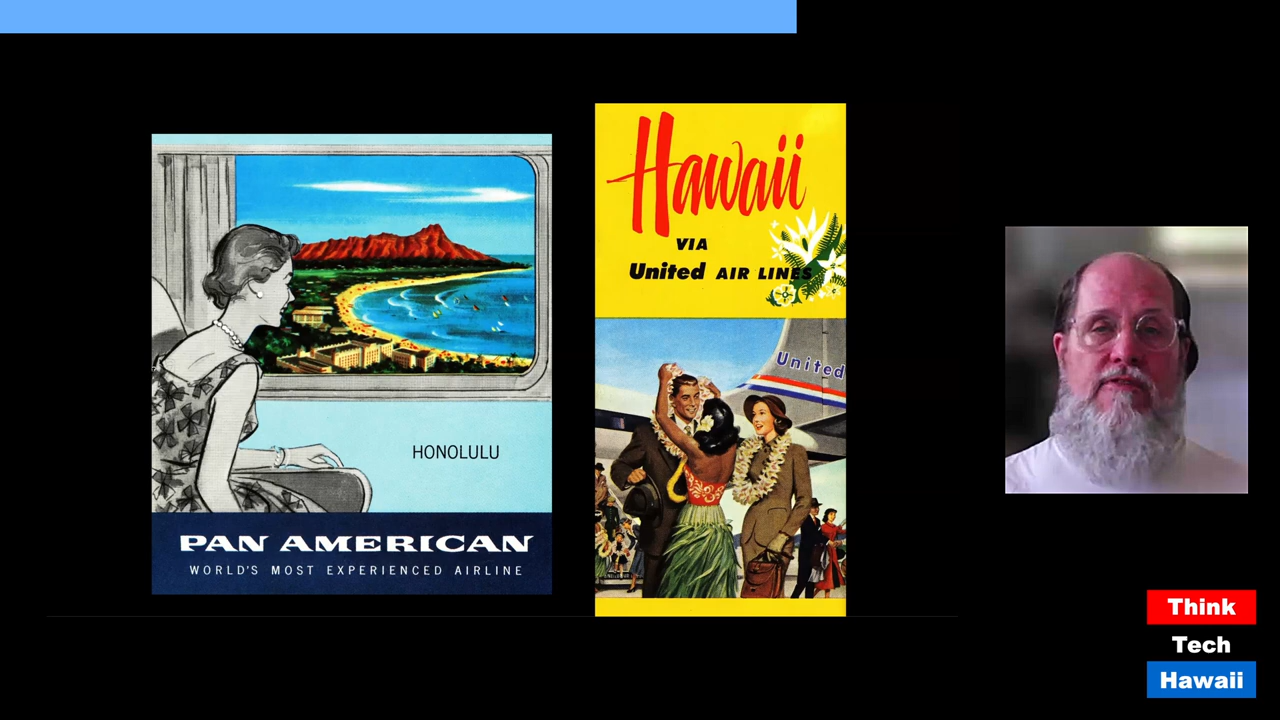 HONOLULU
PAN AMERICAN
WORLD'S MOST EXPERIENCED AIRLINE
Hawaii
VIA
United AIR LINES
United
Think
Tech
Hawaii